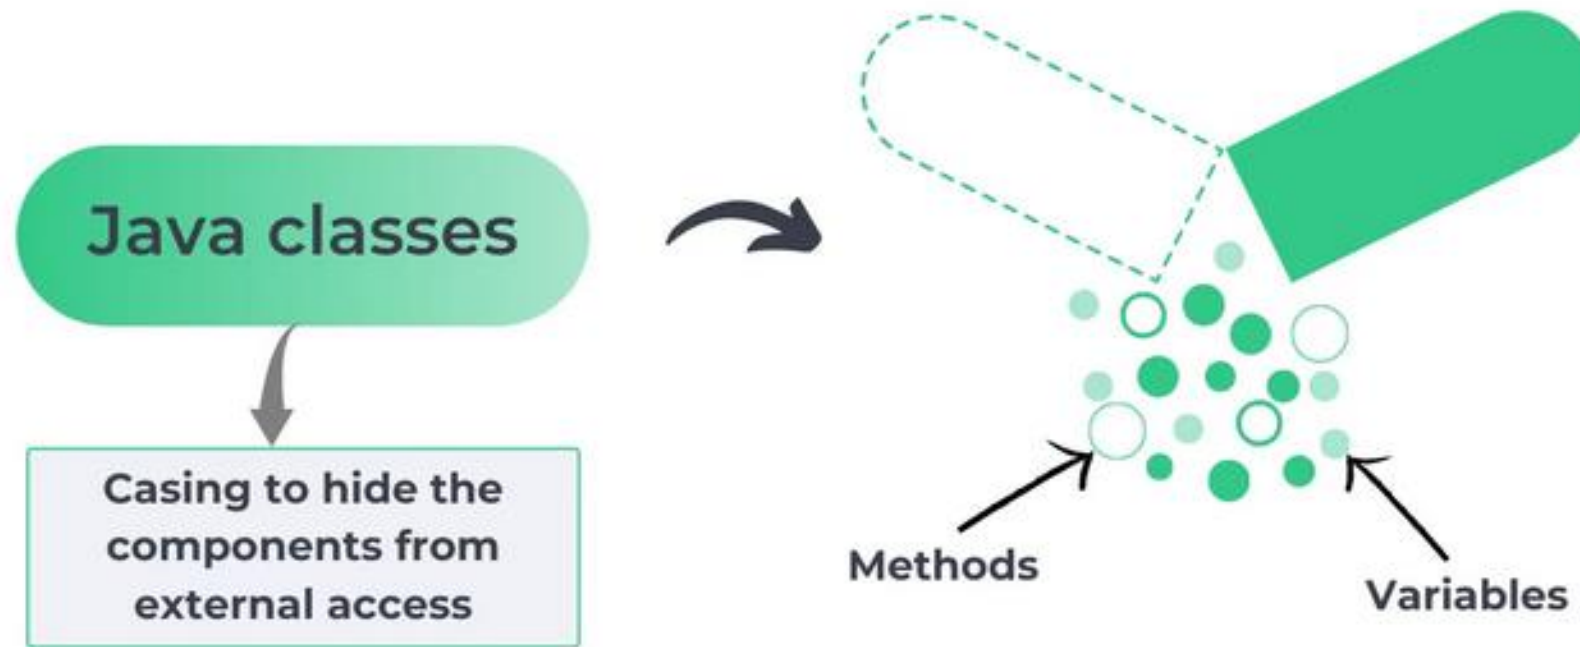 Java classes
Casing to hide the
components from
external access
Methods
Variables